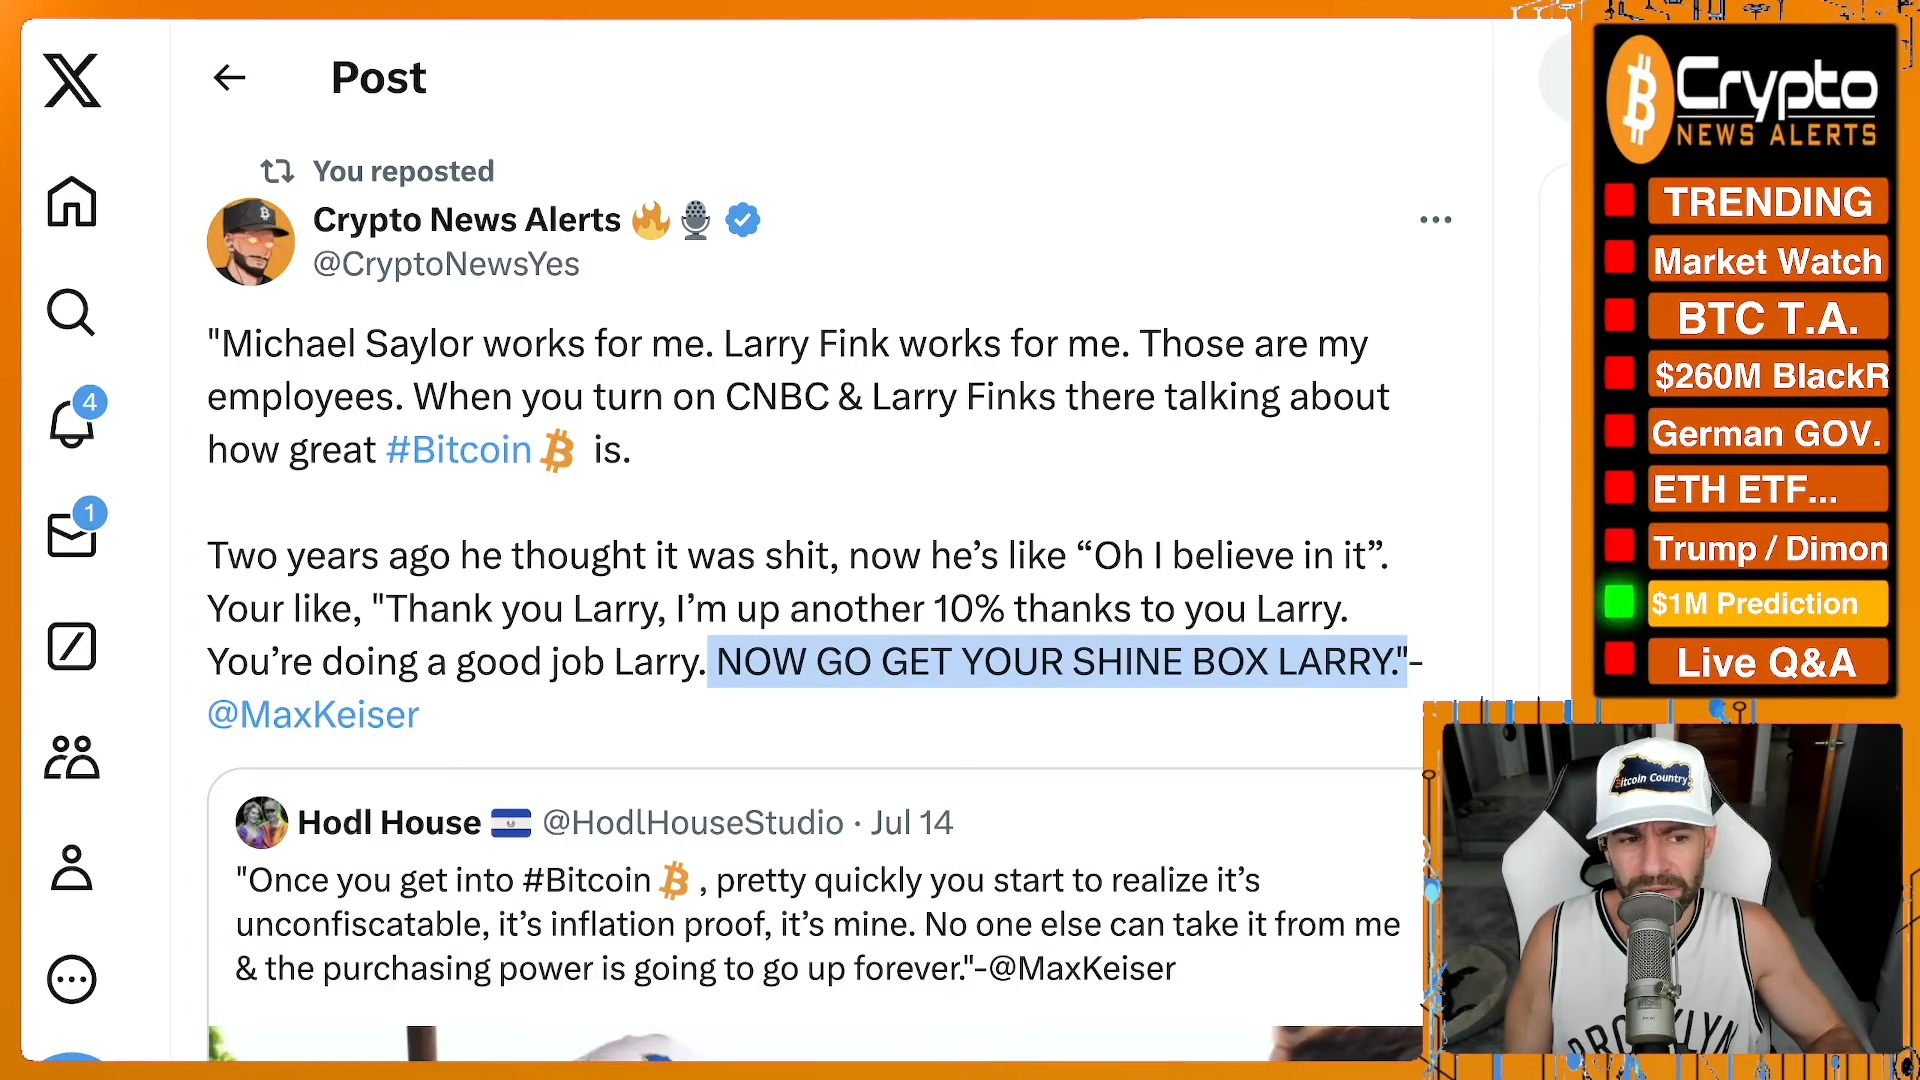 Post
You reposted
Crypto News Alerts
@CryptoNewsYes
"Michael Saylor works for me. Larry Fink works for me. Those are my
employees. When you turn on CNBC & Larry Finks there talking about
how great #Bitcoin is.
Two years ago he thought it was shit, now he’s like “Oh I believe in it”.
Your like, "Thank you Larry, I’m up another 10% thanks to you Larry.
You’re doing a good job Larry. NOW GO GET YOUR SHINE BOX LARRY."-
@MaxKeiser
Hodl House @HodlHouseStudio · Jul 14
"Once you get into #Bitcoin , pretty quickly you start to realize it’s
unconfiscatable, it’s inflation proof, it’s mine. No one else can take it from me
& the purchasing power is going to go up forever."-@MaxKeiser
4
1
Crypto
NEWS ALERTS
TRENDING
Market Watch
BTC T.A.
$260M BlackR
German GOV.
ETH ETF...
Trump / Dimon
$1M Prediction
Live Q&A
Bitcoin Country
BROOKLYN